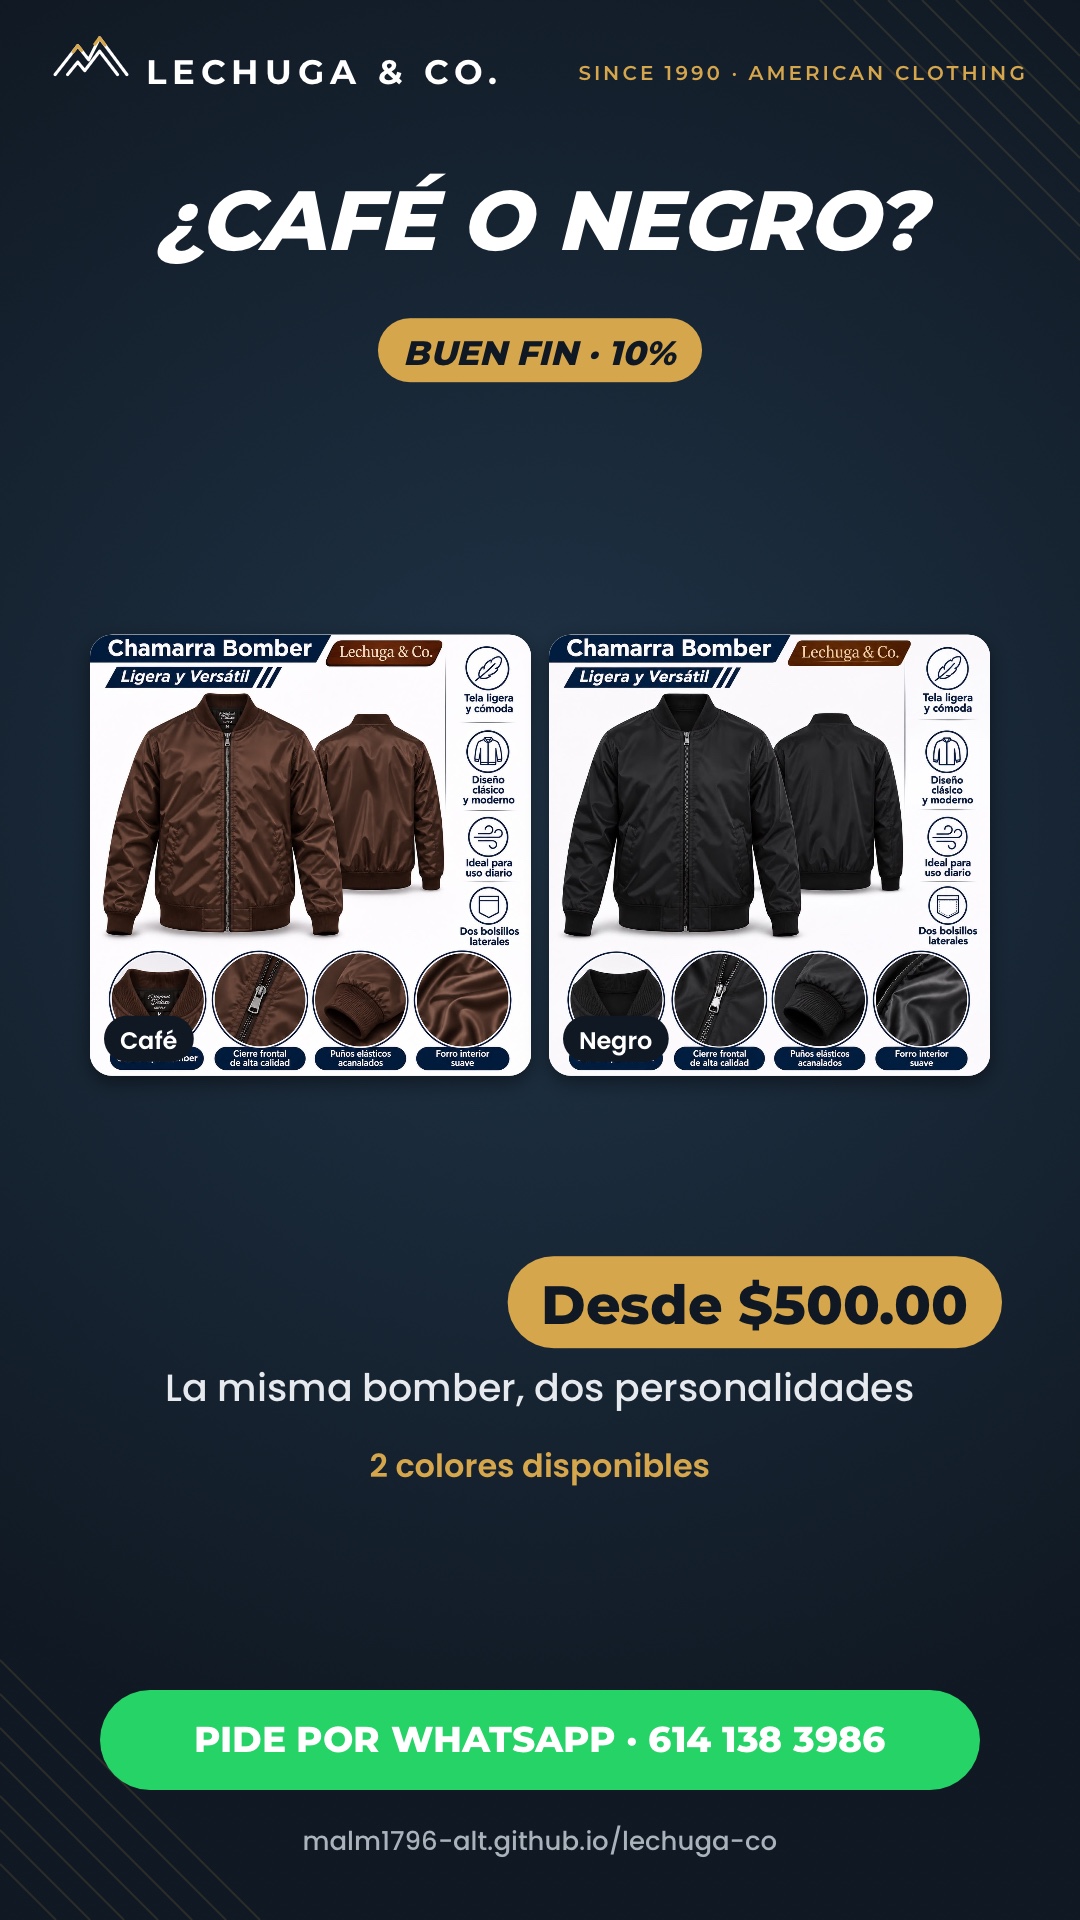 LECHUGA & CO.
SINCE 1990 · AMERICAN CLOTHING
¿CAFÉ O NEGRO?
BUEN FIN · 10%
Chamarra Bomber
Lechuga & Co.
Ligera y Versátil
Tela ligera
y cómoda
Diseño
clásico
y moderno
Ideal para
uso diario
Dos bolsillos
laterales
Café
Cierre frontal
de alta calidad
Puños elásticos
acanalados
Forro interior
suave
Chamarra Bomber
Lechuga & Co.
Ligera y Versátil
Tela ligera
y cómoda
Diseño
clásico
y moderno
Ideal para
uso diario
Dos bolsillos
laterales
Negro
Cierre frontal
de alta calidad
Puños elásticos
acanalados
Forro interior
suave
Desde $500.00
La misma bomber, dos personalidades
2 colores disponibles
PIDE POR WHATSAPP · 614 138 3986
malm1796-alt.github.io/lechuga-co